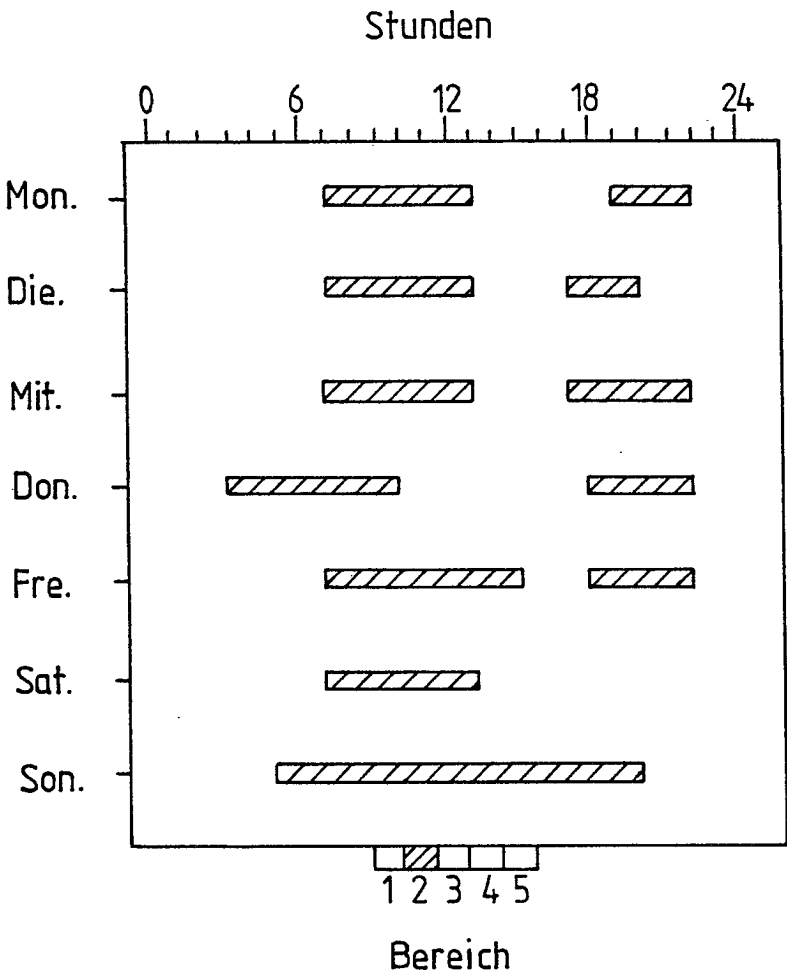 Stunden
0 6 12 18 24
Mon.
Die.
Mit.
Don.
Fre.
Sat.
Son.
1 2 3 4 5
Bereich